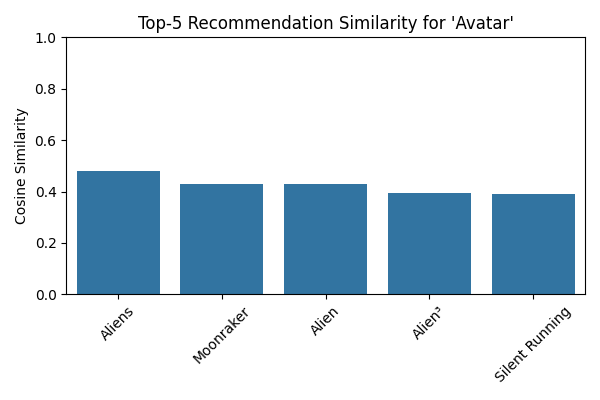 Top-5 Recommendation Similarity for 'Avatar'
Cosine Similarity
1.0
0.8
0.6
0.4
0.2
0.0
Aliens
Moonraker
Alien
Alien³
Silent Running